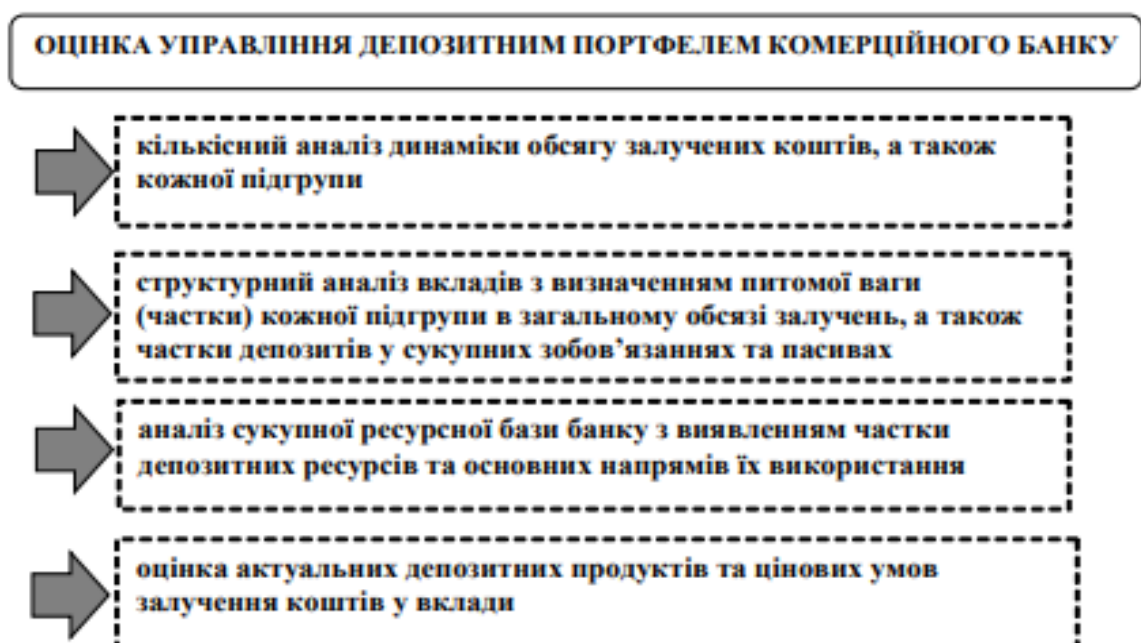 ОЦІНКА УПРАВЛІННЯ ДЕПОЗИТНИМ ПОРТФЕЛЕМ КОМЕРЦІЙНОГО БАНКУ
кількісний аналіз динаміки обсягу залучених коштів, а також
кожної підгрупи
структурний аналіз вкладів з визначенням питомої ваги
(частки) кожної підгрупи в загальному обсязі залучень, а також
частки депозитів у сукупних зобов’язаннях та пасивах
аналіз сукупної ресурсної бази банку з виявленням частки
депозитних ресурсів та основних напрямів їх використання
оцінка актуальних депозитних продуктів та цінових умов
залучення коштів у вклади